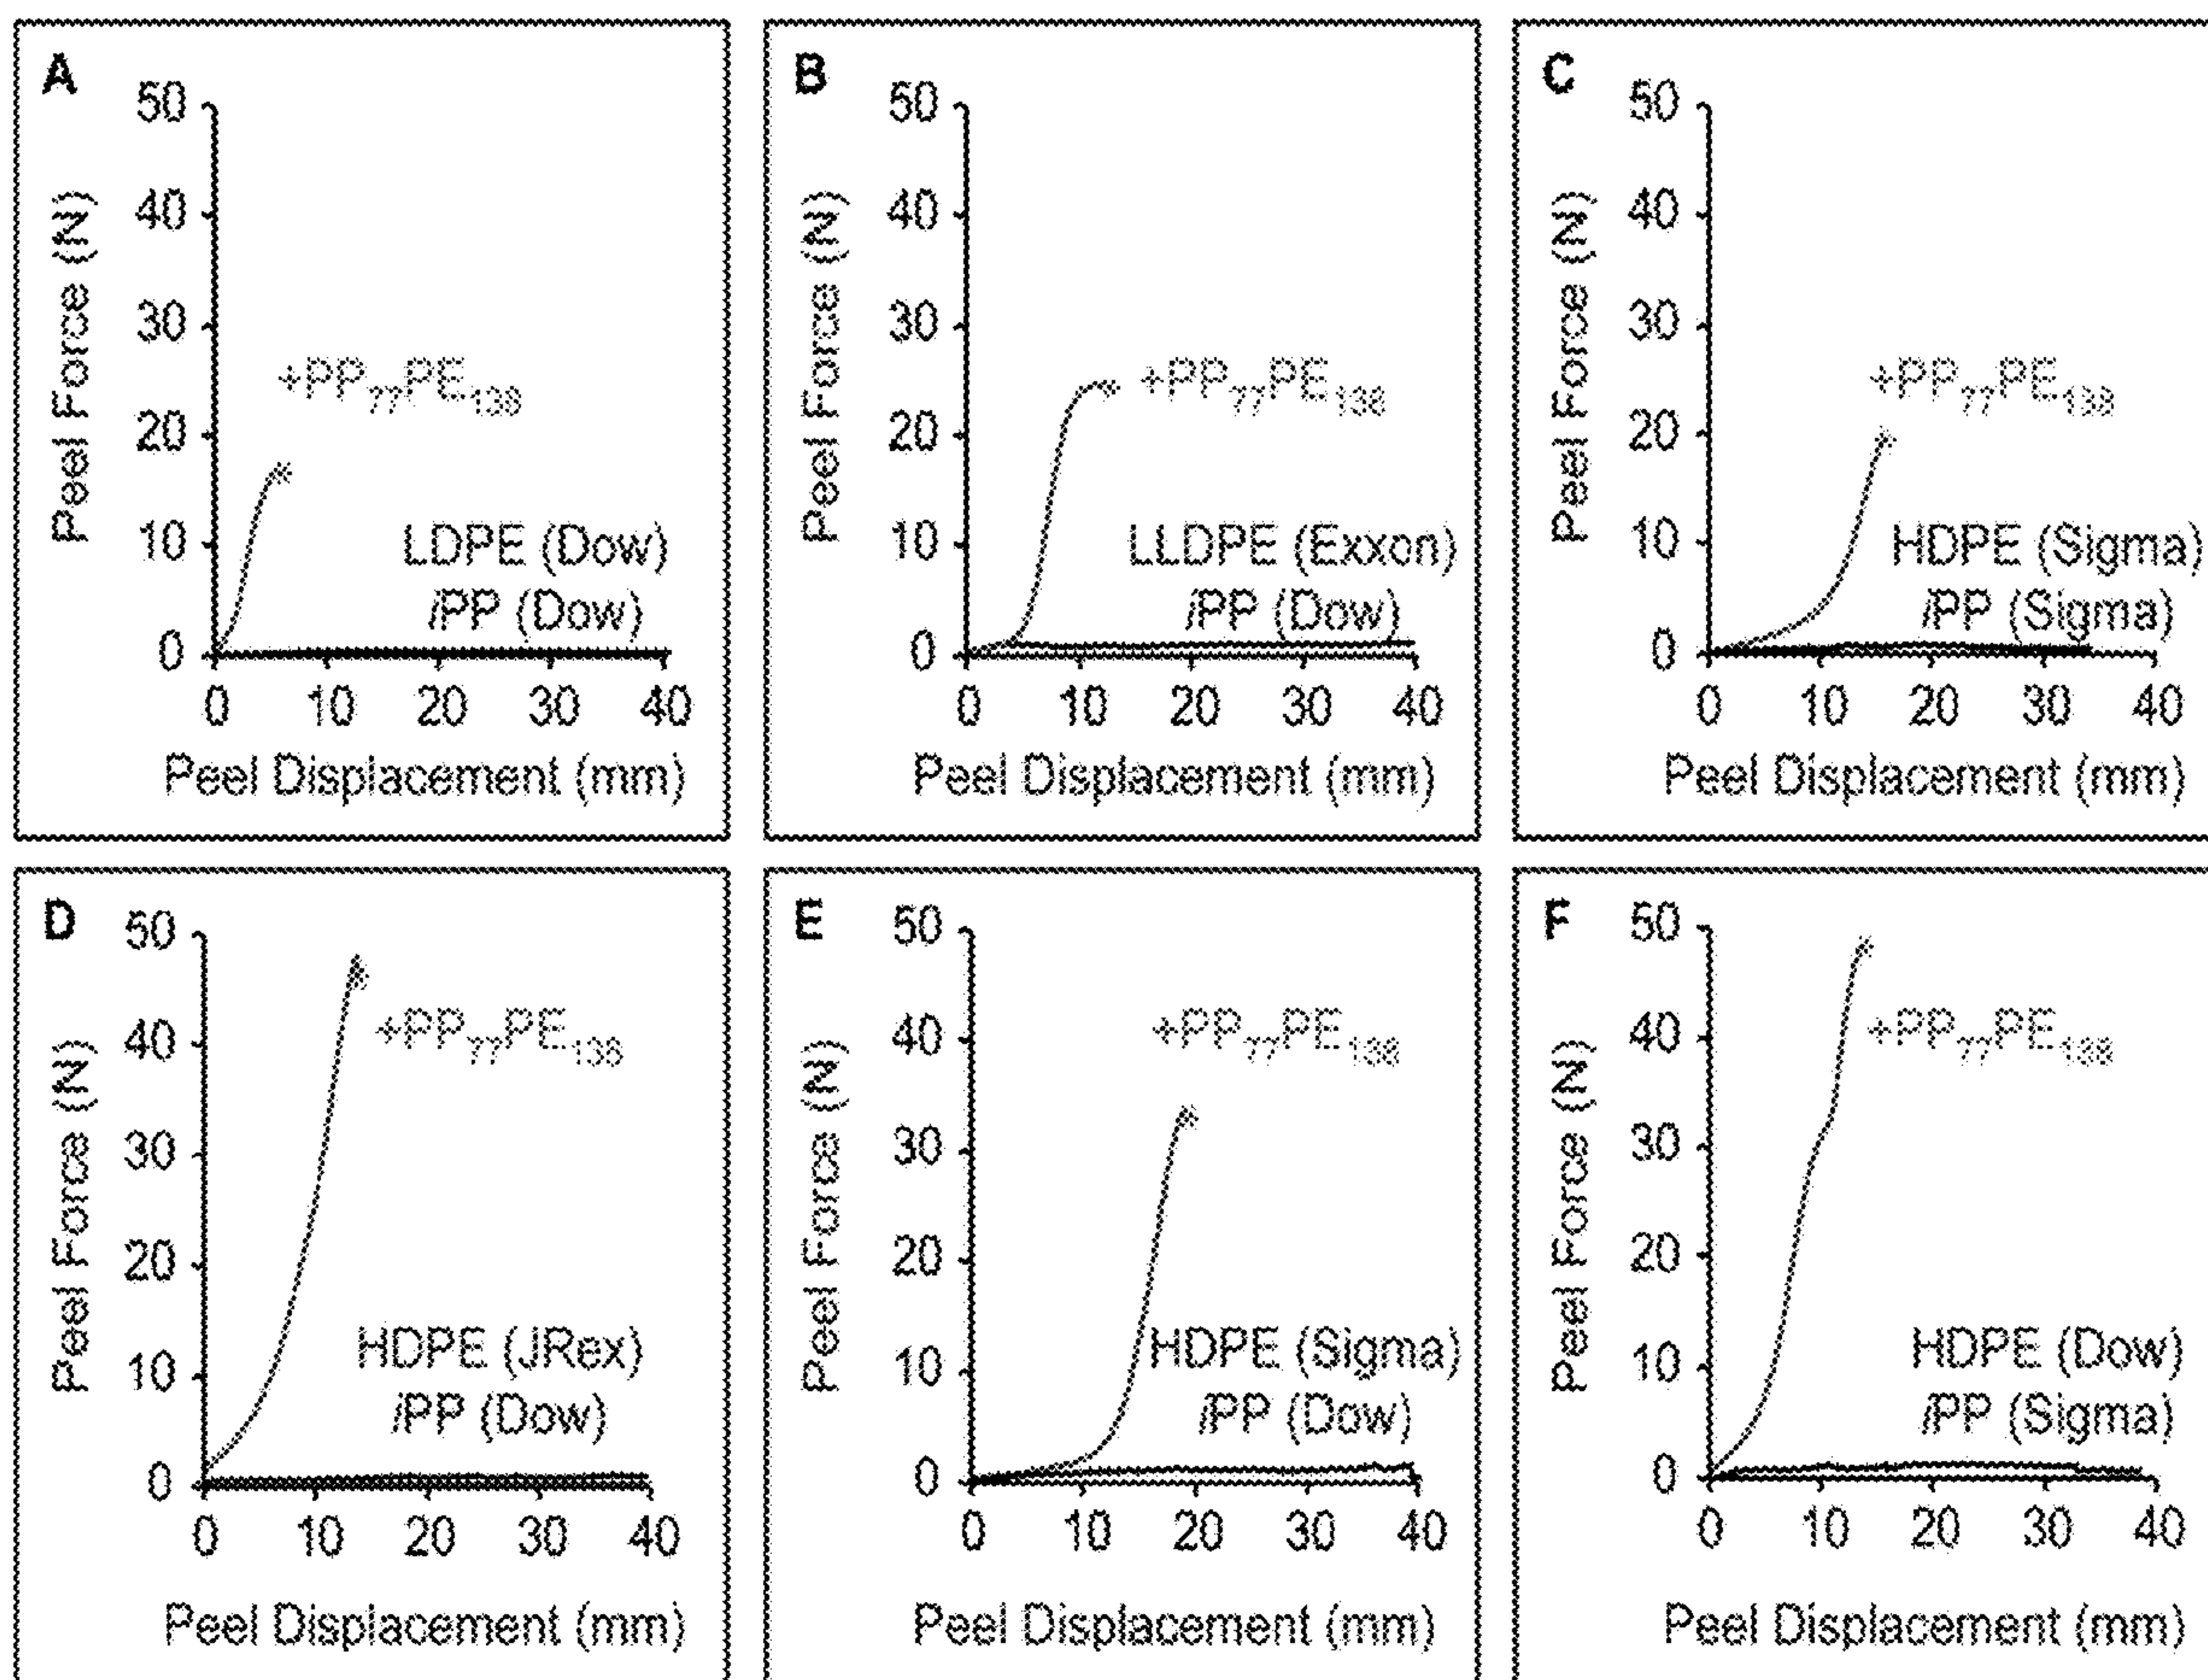 A
50
40
30
20
10
0
Peel Force (N)
+PP77PE138
LDPE (Dow)
iPP (Dow)
0 10 20 30 40
Peel Displacement (mm)
B
50
40
30
20
10
0
Peel Force (N)
+PP77PE138
LLDPE (Exxon)
iPP (Dow)
0 10 20 30 40
Peel Displacement (mm)
C
50
40
30
20
10
0
Peel Force (N)
+PP77PE138
HDPE (Sigma)
iPP (Sigma)
0 10 20 30 40
Peel Displacement (mm)
D
50
40
30
20
10
0
Peel Force (N)
+PP77PE138
HDPE (JRex)
iPP (Dow)
0 10 20 30 40
Peel Displacement (mm)
E
50
40
30
20
10
0
Peel Force (N)
+PP77PE138
HDPE (Sigma)
iPP (Dow)
0 10 20 30 40
Peel Displacement (mm)
F
50
40
30
20
10
0
Peel Force (N)
+PP77PE138
HDPE (Dow)
iPP (Sigma)
0 10 20 30 40
Peel Displacement (mm)